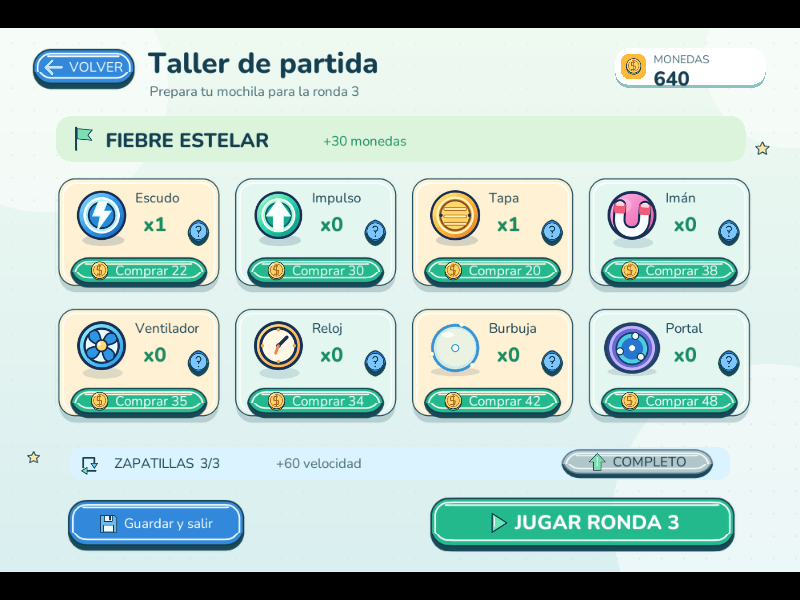 VOLVER
Taller de partida
Prepara tu mochila para la ronda 3
MONEDAS
640
FIEBRE ESTELAR
+30 monedas
Escudo
x1
?
Comprar 22
Impulso
x0
?
Comprar 30
Tapa
x1
?
Comprar 20
Imán
x0
?
Comprar 38
Ventilador
x0
?
Comprar 35
Reloj
x0
?
Comprar 34
Burbuja
x0
?
Comprar 42
Portal
x0
?
Comprar 48
ZAPATILLAS 3/3
+60 velocidad
COMPLETO
Guardar y salir
JUGAR RONDA 3